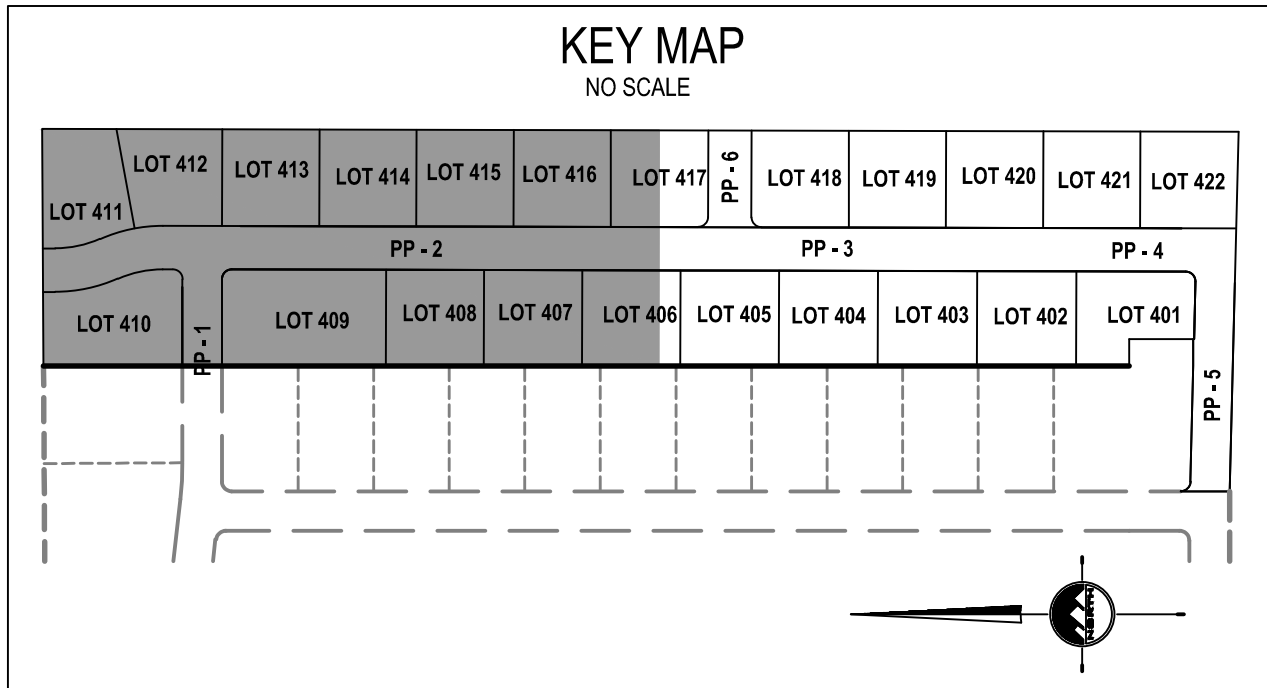 KEY MAP
NO SCALE
LOT 411
LOT 412
LOT 413
LOT 414
LOT 415
LOT 416
LOT 417
PP - 6
LOT 418
LOT 419
LOT 420
LOT 421
LOT 422
PP - 2
PP - 3
PP - 4
LOT 410
PP - 1
LOT 409
LOT 408
LOT 407
LOT 406
LOT 405
LOT 404
LOT 403
LOT 402
LOT 401
PP - 5
NORTH